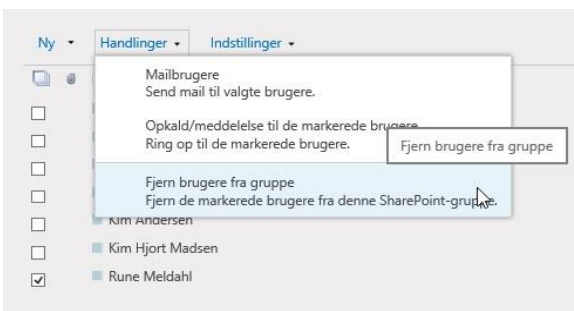 Ny
Handlinger
Indstillinger
Mailbrugere
Send mail til valgte brugere.
Opkald/meddelelse til de markerede brugere
Ring op til de markerede brugere.
Fjern brugere fra gruppe
Fjern brugere fra gruppe
Fjern de markerede brugere fra denne SharePoint-gruppe.
Kim Andersen
Kim Hjort Madsen
Rune Meldahl